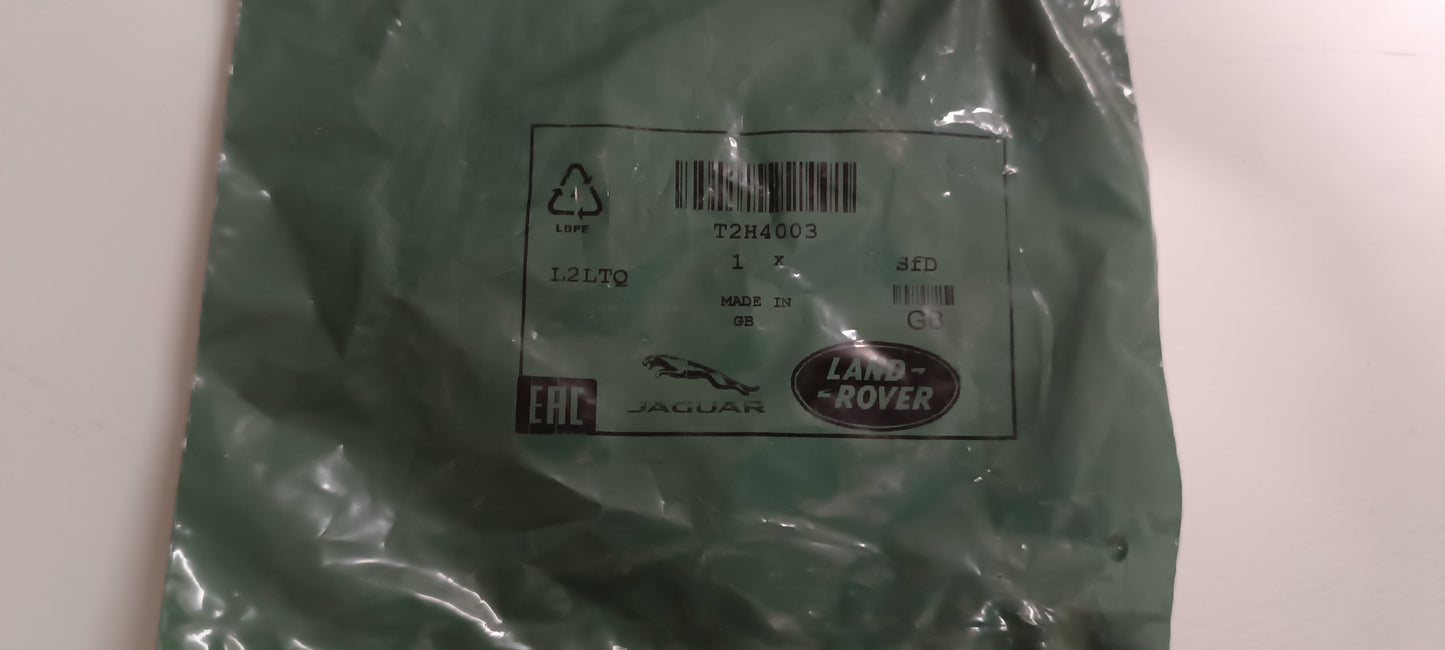 T2H4003
LDPE
1 x
SfD
L2LTQ
MADE IN
GB
G8
EAC
JAGUAR
LAND-
-ROVER